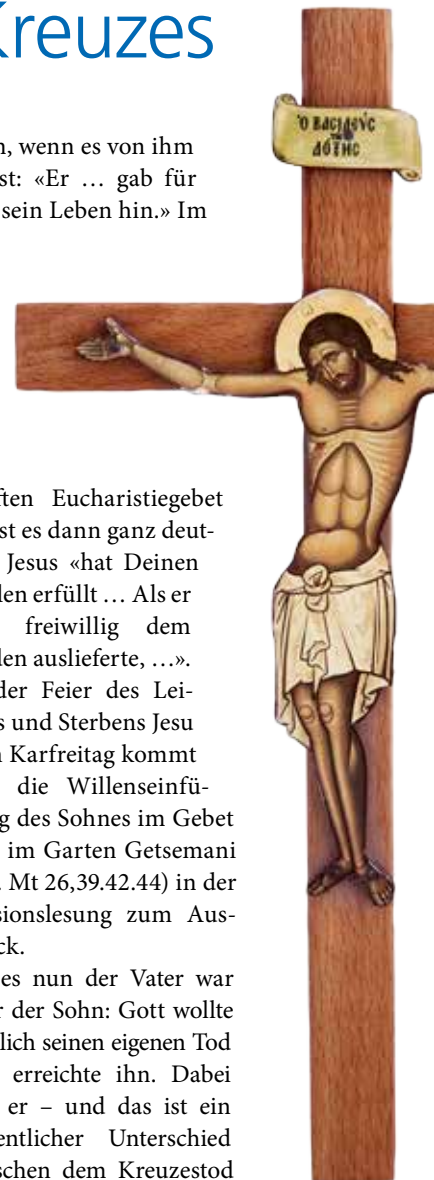 Kreuzes
n, wenn es von ihm
st: «Er … gab für
sein Leben hin.» Im
ften Eucharistiegebet
st es dann ganz deut-
Jesus «hat Deinen
len erfüllt … Als er
freiwillig dem
den auslieferte, …».
der Feier des Lei-
s und Sterbens Jesu
n Karfreitag kommt
die Willenseinfü-
g des Sohnes im Gebet
im Garten Getsemani
. Mt 26,39.42.44) in der
sionslesung zum Aus-
ck.
es nun der Vater war
r der Sohn: Gott wollte
lich seinen eigenen Tod
erreichte ihn. Dabei
er – und das ist ein
entlicher Unterschied
schen dem Kreuzestod
Ὁ ΒΑCΙΛΕΥC
ΤΗC
ΔΟΞΗC